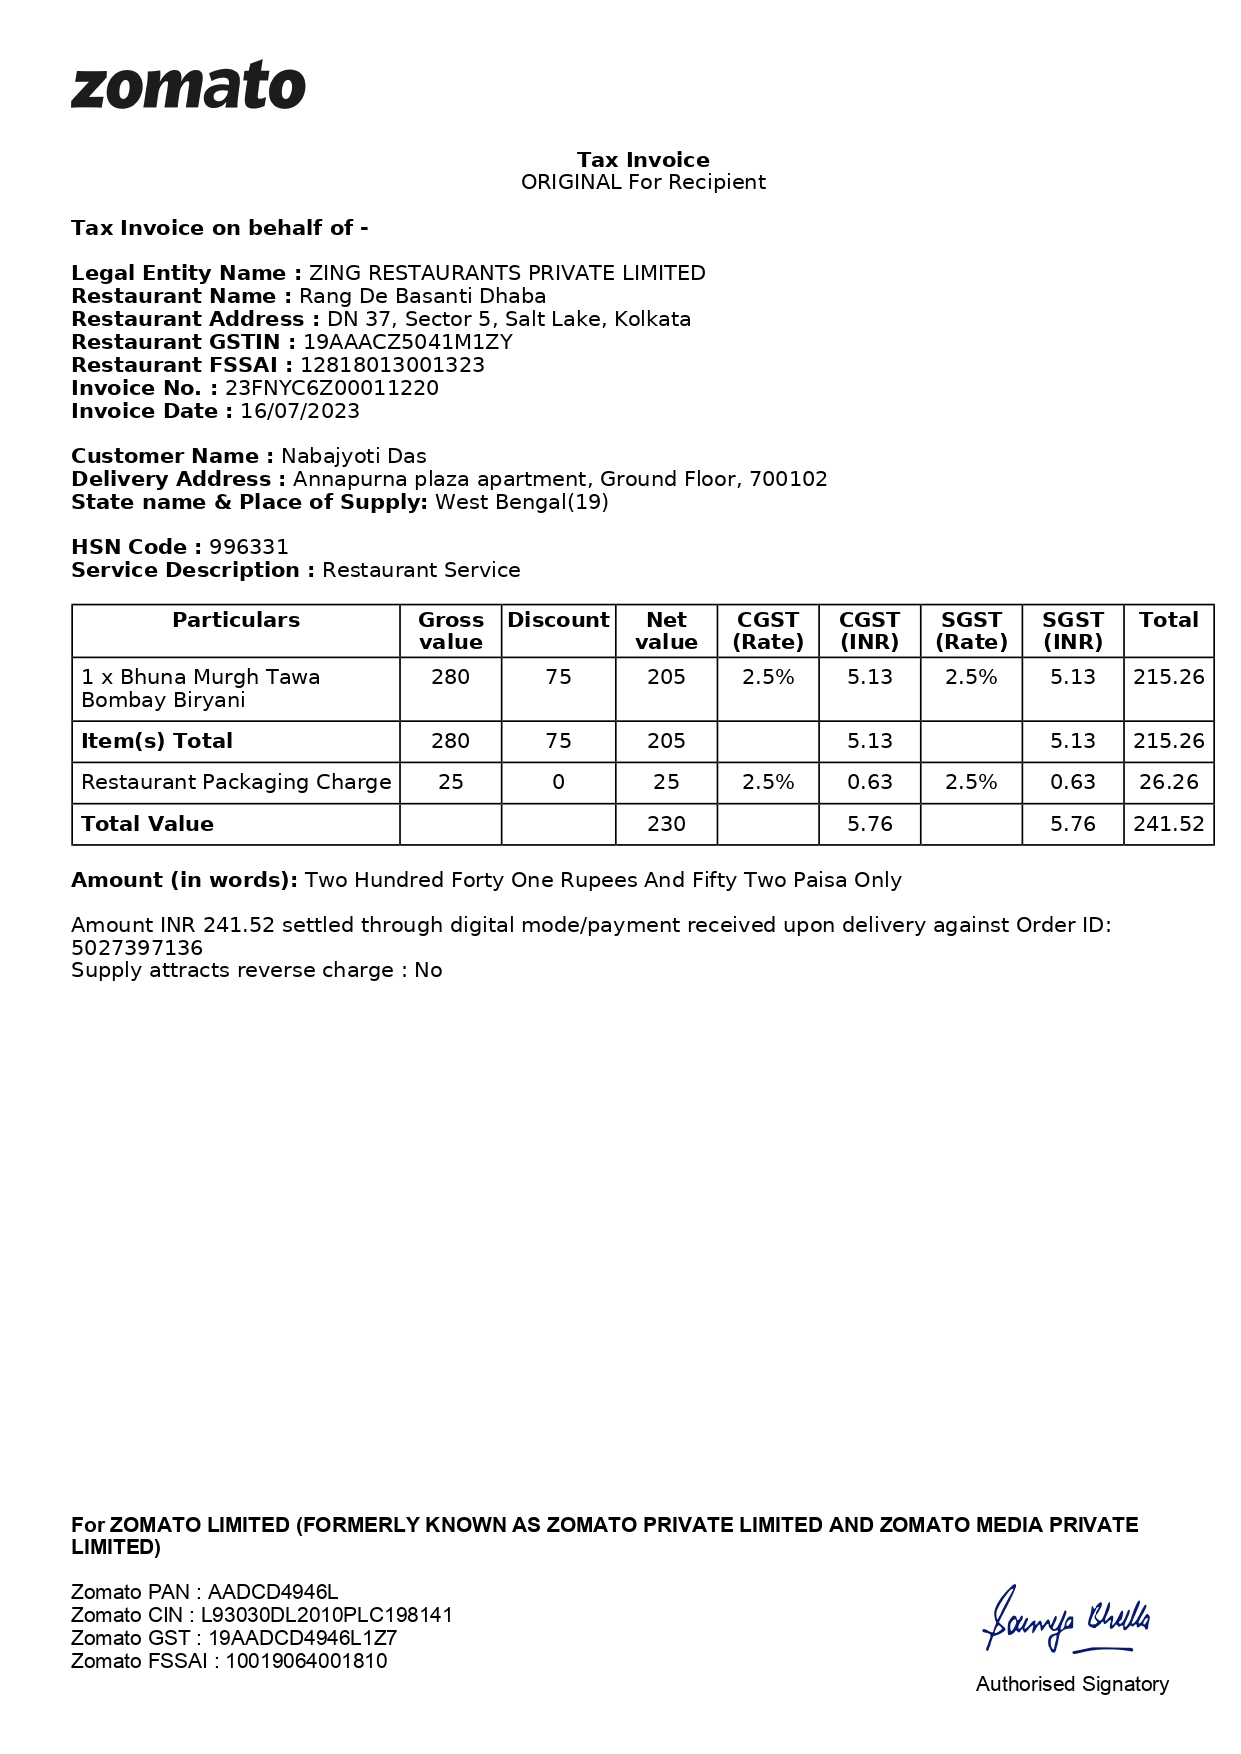 zomato
Tax Invoice
ORIGINAL For Recipient
Tax Invoice on behalf of -
Legal Entity Name : ZING RESTAURANTS PRIVATE LIMITED
Restaurant Name : Rang De Basanti Dhaba
Restaurant Address : DN 37, Sector 5, Salt Lake, Kolkata
Restaurant GSTIN : 19AAACZ5041M1ZY
Restaurant FSSAI : 12818013001323
Invoice No. : 23FNYC6Z00011220
Invoice Date : 16/07/2023
Customer Name : Nabajyoti Das
Delivery Address : Annapurna plaza apartment, Ground Floor, 700102
State name & Place of Supply: West Bengal(19)
HSN Code : 996331
Service Description : Restaurant Service
Particulars Gross value Discount Net value CGST (Rate) CGST (INR) SGST (Rate) SGST (INR) Total
1 x Bhuna Murgh Tawa Bombay Biryani 280 75 205 2.5% 5.13 2.5% 5.13 215.26
Item(s) Total 280 75 205 5.13 5.13 215.26
Restaurant Packaging Charge 25 0 25 2.5% 0.63 2.5% 0.63 26.26
Total Value 230 5.76 5.76 241.52
Amount (in words): Two Hundred Forty One Rupees And Fifty Two Paisa Only
Amount INR 241.52 settled through digital mode/payment received upon delivery against Order ID:
5027397136
Supply attracts reverse charge : No
For ZOMATO LIMITED (FORMERLY KNOWN AS ZOMATO PRIVATE LIMITED AND ZOMATO MEDIA PRIVATE
LIMITED)
Zomato PAN : AADCD4946L
Zomato CIN : L93030DL2010PLC198141
Zomato GST : 19AADCD4946L1Z7
Zomato FSSAI : 10019064001810
Authorised Signatory